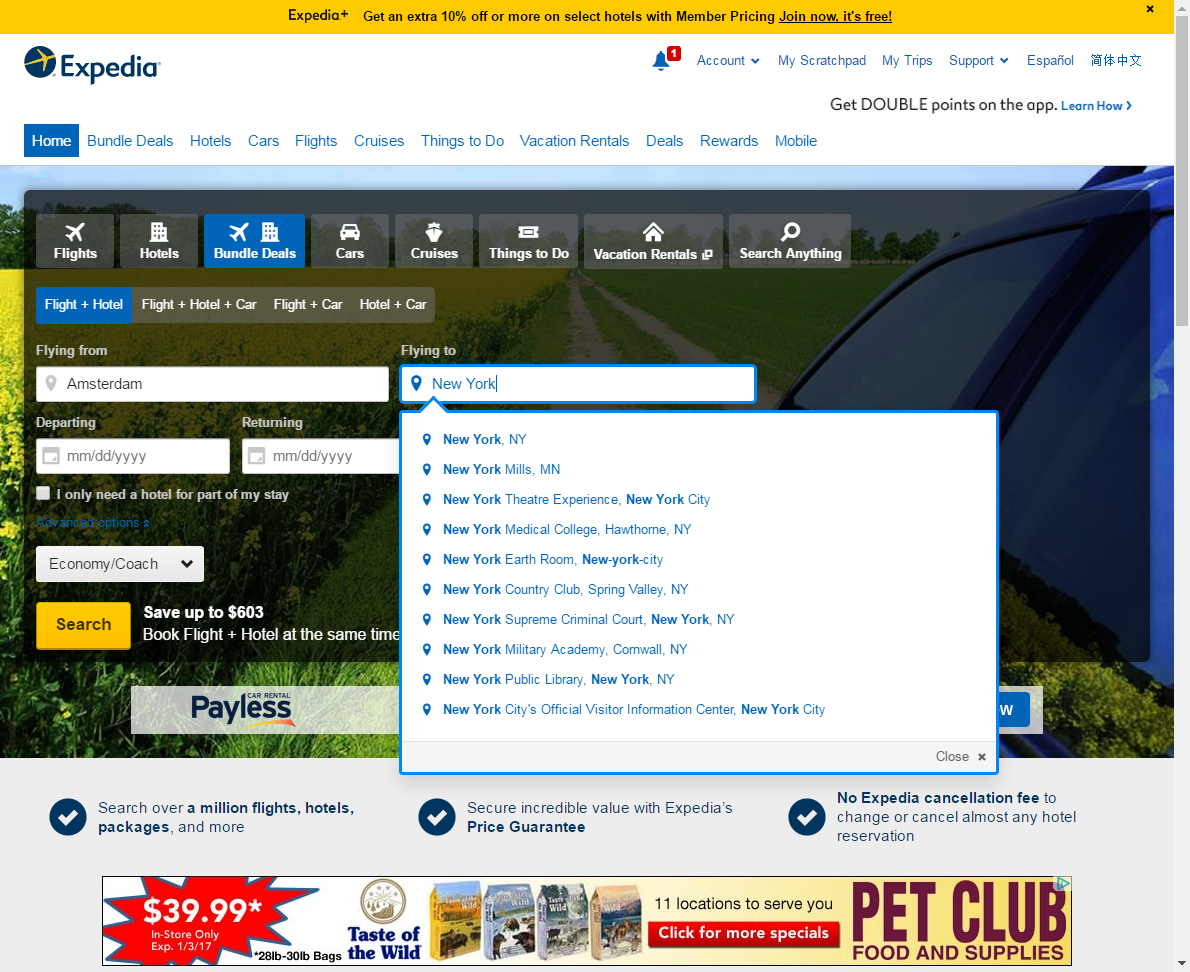 Expedia+ Get an extra 10% off or more on select hotels with Member Pricing Join now, it's free!
Expedia
1 Account My Scratchpad My Trips Support Español 简体中文
Get DOUBLE points on the app. Learn How
Home Bundle Deals Hotels Cars Flights Cruises Things to Do Vacation Rentals Deals Rewards Mobile
Flights Hotels Bundle Deals Cars Cruises Things to Do Vacation Rentals Search Anything
Flight + Hotel Flight + Hotel + Car Flight + Car Hotel + Car
Flying from Flying to
Amsterdam New York
Departing Returning
mm/dd/yyyy mm/dd/yyyy
I only need a hotel for part of my stay
Advanced options
Economy/Coach
Search
Save up to $603
Book Flight + Hotel at the same time
New York, NY
New York Mills, MN
New York Theatre Experience, New York City
New York Medical College, Hawthorne, NY
New York Earth Room, New-york-city
New York Country Club, Spring Valley, NY
New York Supreme Criminal Court, New York, NY
New York Military Academy, Cornwall, NY
New York Public Library, New York, NY
New York City's Official Visitor Information Center, New York City
Close ×
CAR RENTAL
Payless
W
Search over a million flights, hotels,
packages, and more
Secure incredible value with Expedia’s
Price Guarantee
No Expedia cancellation fee to
change or cancel almost any hotel
reservation
$39.99*
In-Store Only
Exp. 1/3/17
*28lb-30lb Bags
Taste of
the Wild
11 locations to serve you
Click for more specials
PET CLUB
FOOD AND SUPPLIES